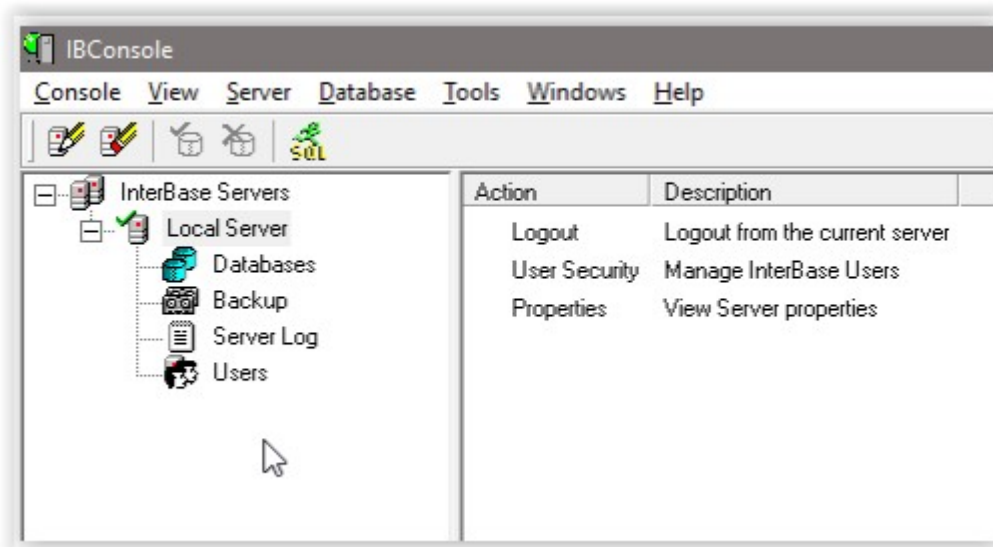 IBConsole
Console View Server Database Tools Windows Help
SQL
InterBase Servers
Local Server
Databases
Backup
Server Log
Users
Action Description
Logout Logout from the current server
User Security Manage InterBase Users
Properties View Server properties